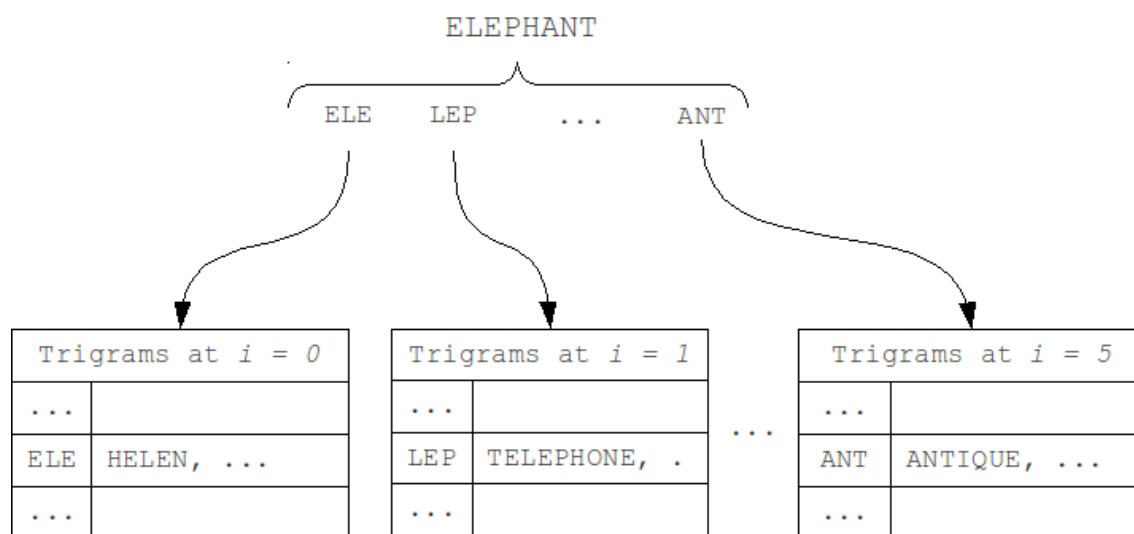 ELEPHANT
ELE LEP ... ANT
Trigrams at i = 0
...
ELE HELEN, ...
...
Trigrams at i = 1
...
LEP TELEPHONE, .
...
...
Trigrams at i = 5
...
ANT ANTIQUE, ...
...